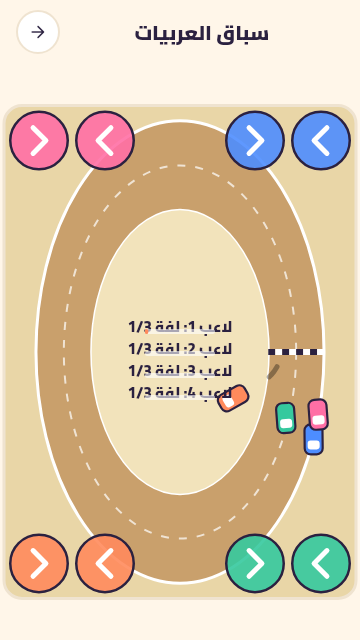 سباق العربيات
لاعب 1: لفة 1/3
لاعب 2: لفة 1/3
لاعب 3: لفة 1/3
لاعب 4: لفة 1/3